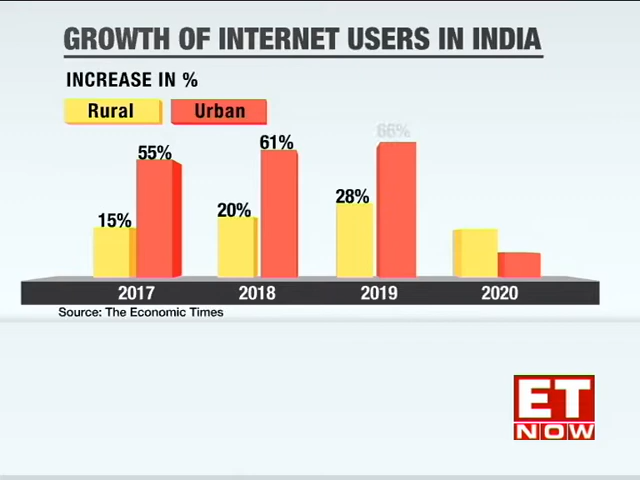 GROWTH OF INTERNET USERS IN INDIA
INCREASE IN %
Rural Urban
15% 55% 20% 61% 28% 66%
2017 2018 2019 2020
Source: The Economic Times
ET
NOW